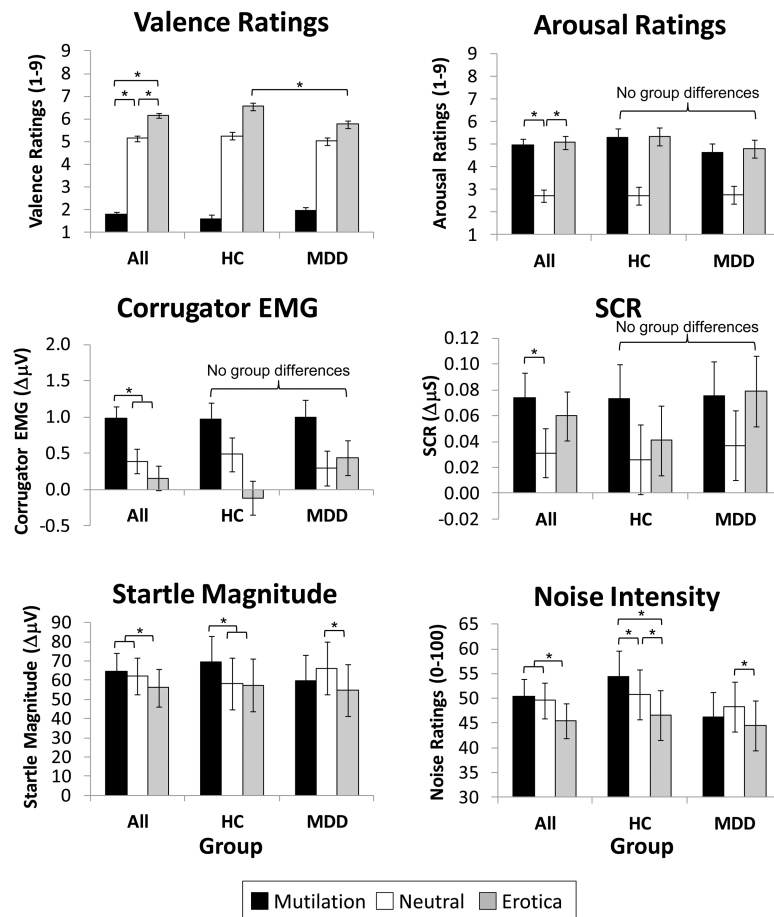 Valence Ratings
Valence Ratings (1-9)
9
8
7
6
5
4
3
2
1
*
*
*
*
All
HC
MDD
Arousal Ratings
Arousal Ratings (1-9)
9
8
7
6
5
4
3
2
1
*
*
No group differences
All
HC
MDD
Corrugator EMG
Corrugator EMG (ΔμV)
2.0
1.5
1.0
0.5
0.0
-0.5
*
No group differences
All
HC
MDD
SCR
SCR (ΔμS)
0.12
0.10
0.08
0.06
0.04
0.02
0.00
-0.02
*
No group differences
All
HC
MDD
Startle Magnitude
Startle Magnitude (ΔμV)
90
80
70
60
50
40
30
20
10
0
*
*
*
All
HC
MDD
Group
Noise Intensity
Noise Ratings (0-100)
65
60
55
50
45
40
35
30
*
*
*
*
*
All
HC
MDD
Group
Mutilation
Neutral
Erotica